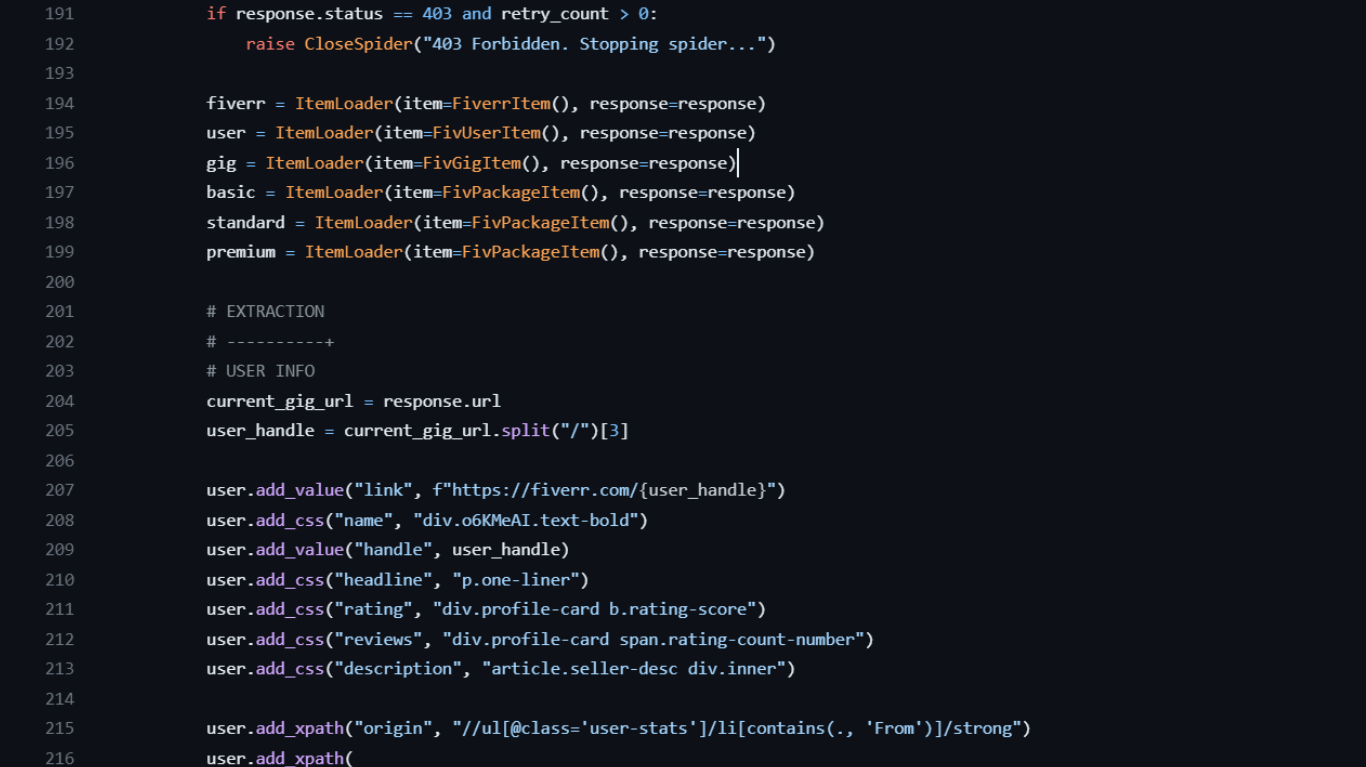 191 if response.status == 403 and retry_count > 0:
192 raise CloseSpider("403 Forbidden. Stopping spider...")
193
194 fiverr = ItemLoader(item=FiverrItem(), response=response)
195 user = ItemLoader(item=FivUserItem(), response=response)
196 gig = ItemLoader(item=FivGigItem(), response=response)
197 basic = ItemLoader(item=FivPackageItem(), response=response)
198 standard = ItemLoader(item=FivPackageItem(), response=response)
199 premium = ItemLoader(item=FivPackageItem(), response=response)
200
201 # EXTRACTION
202 # ----------+
203 # USER INFO
204 current_gig_url = response.url
205 user_handle = current_gig_url.split("/")[3]
206
207 user.add_value("link", f"https://fiverr.com/{user_handle}")
208 user.add_css("name", "div.o6KMeAI.text-bold")
209 user.add_value("handle", user_handle)
210 user.add_css("headline", "p.one-liner")
211 user.add_css("rating", "div.profile-card b.rating-score")
212 user.add_css("reviews", "div.profile-card span.rating-count-number")
213 user.add_css("description", "article.seller-desc div.inner")
214
215 user.add_xpath("origin", "//ul[@class='user-stats']/li[contains(., 'From')]/strong")
216 user.add_xpath(